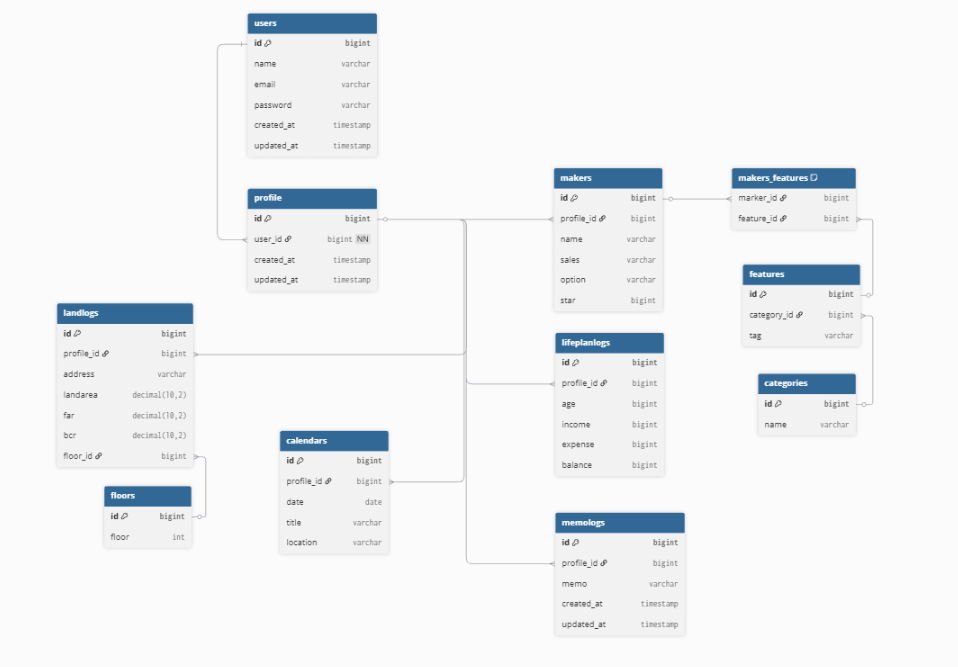 users
id bigint
name varchar
email varchar
password varchar
created_at timestamp
updated_at timestamp
profile
id bigint
user_id bigint NN
created_at timestamp
updated_at timestamp
makers
id bigint
profile_id bigint
name varchar
sales varchar
option varchar
star bigint
makers_features
marker_id bigint
feature_id bigint
features
id bigint
category_id bigint
tag varchar
categories
id bigint
name varchar
landlogs
id bigint
profile_id bigint
address varchar
landarea decimal(10,2)
far decimal(10,2)
bcr decimal(10,2)
floor_id bigint
floors
id bigint
floor int
calendars
id bigint
profile_id bigint
date date
title varchar
location varchar
lifeplanlogs
id bigint
profile_id bigint
age bigint
income bigint
expense bigint
balance bigint
memologs
id bigint
profile_id bigint
memo varchar
created_at timestamp
updated_at timestamp